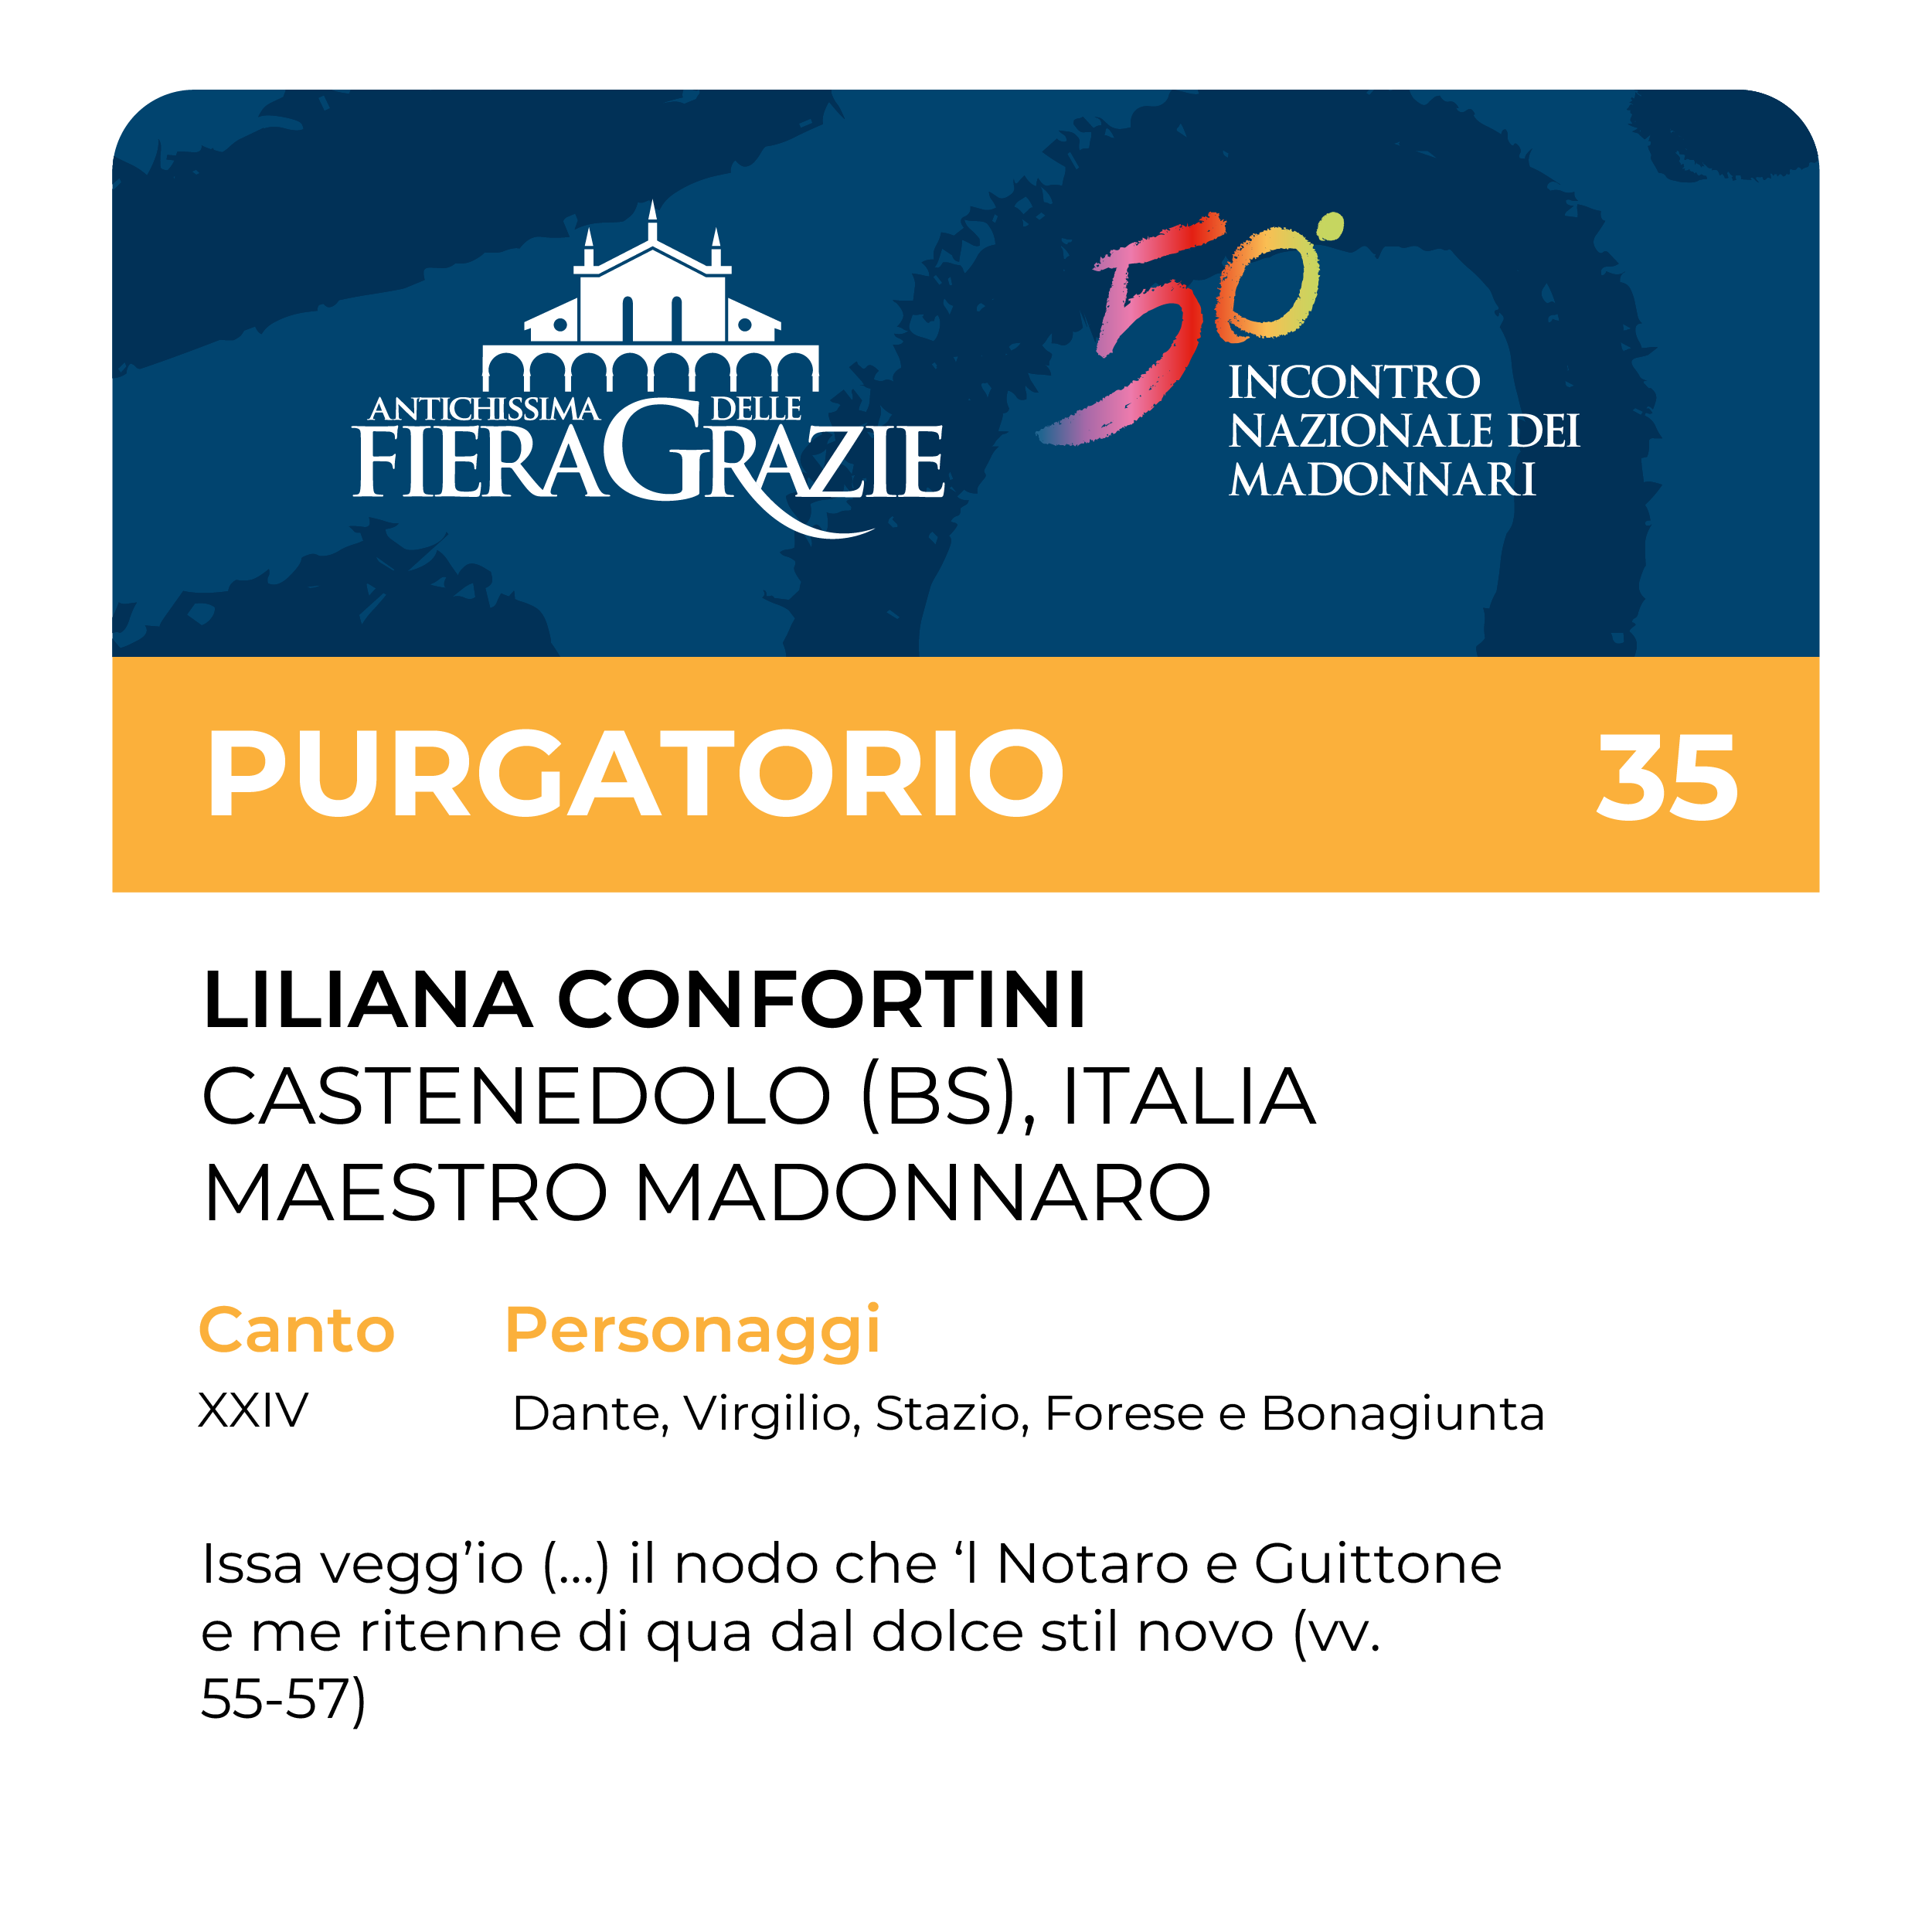 ANTICHISSIMA
FIERA DELLE GRAZIE
50°
INCONTRO
NAZIONALE DEI
MADONNARI
PURGATORIO 35
LILIANA CONFORTINI
CASTENEDOLO (BS), ITALIA
MAESTRO MADONNARO
Canto Personaggi
XXIV Dante, Virgilio, Stazio, Forese e Bonagiunta
Issa vegg’io (...) il nodo che ‘l Notaro e Guittone
e me ritenne di qua dal dolce stil novo (vv.
55-57)